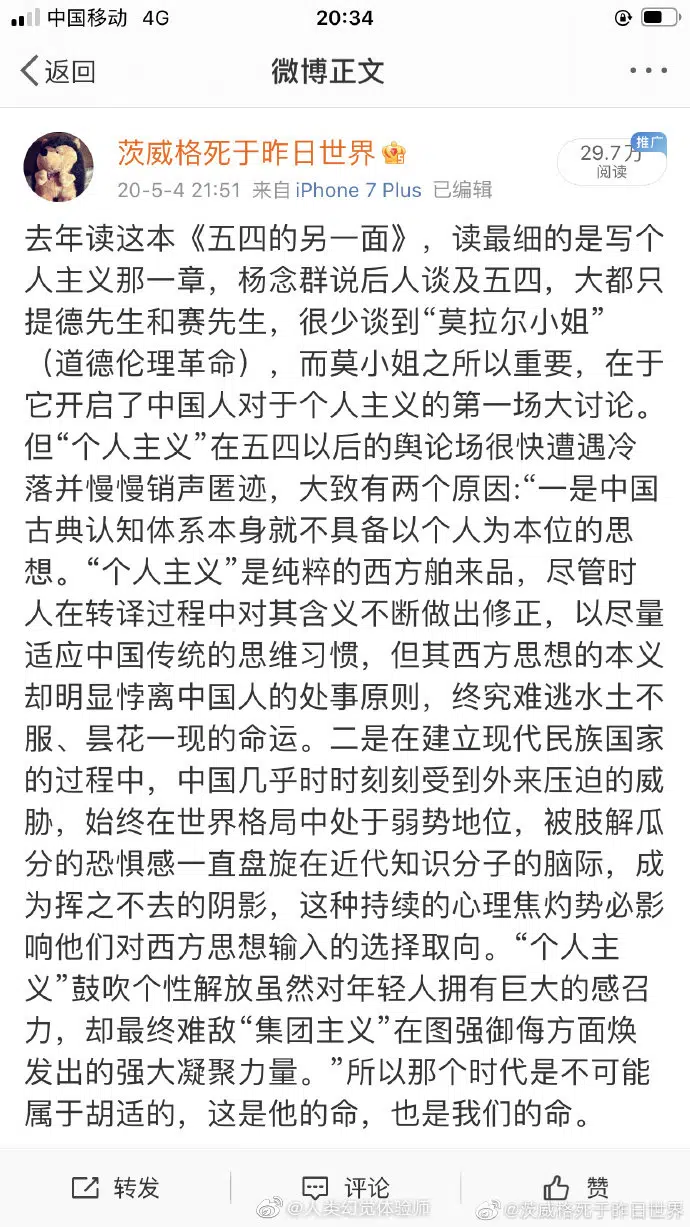 中国移动 4G 20:34
返回 微博正文
茨威格死于昨日世界
29.7万 推广
阅读
20-5-4 21:51 来自 iPhone 7 Plus 已编辑
去年读这本《五四的另一面》，读最细的是写个
人主义那一章，杨念群说后人谈及五四，大都只
提德先生和赛先生，很少谈到“莫拉尔小姐”
（道德伦理革命），而莫小姐之所以重要，在于
它开启了中国人对于个人主义的第一场大讨论。
但“个人主义”在五四以后的舆论场很快遭遇冷
落并慢慢销声匿迹，大致有两个原因:“一是中国
古典认知体系本身就不具备以个人为本位的思
想。“个人主义”是纯粹的西方舶来品，尽管时
人在转译过程中对其含义不断做出修正，以尽量
适应中国传统的思维习惯，但其西方思想的本义
却明显悖离中国人的处事原则，终究难逃水土不
服、昙花一现的命运。二是在建立现代民族国家
的过程中，中国几乎时时刻刻受到外来压迫的威
胁，始终在世界格局中处于弱势地位，被肢解瓜
分的恐惧感一直盘旋在近代知识分子的脑际，成
为挥之不去的阴影，这种持续的心理焦灼势必影
响他们对西方思想输入的选择取向。“个人主
义”鼓吹个性解放虽然对年轻人拥有巨大的感召
力，却最终难敌“集团主义”在图强御侮方面焕
发出的强大凝聚力量。”所以那个时代是不可能
属于胡适的，这是他的命，也是我们的命。
转发 评论 赞
@人类幻觉体验师 @茨威格死于昨日世界